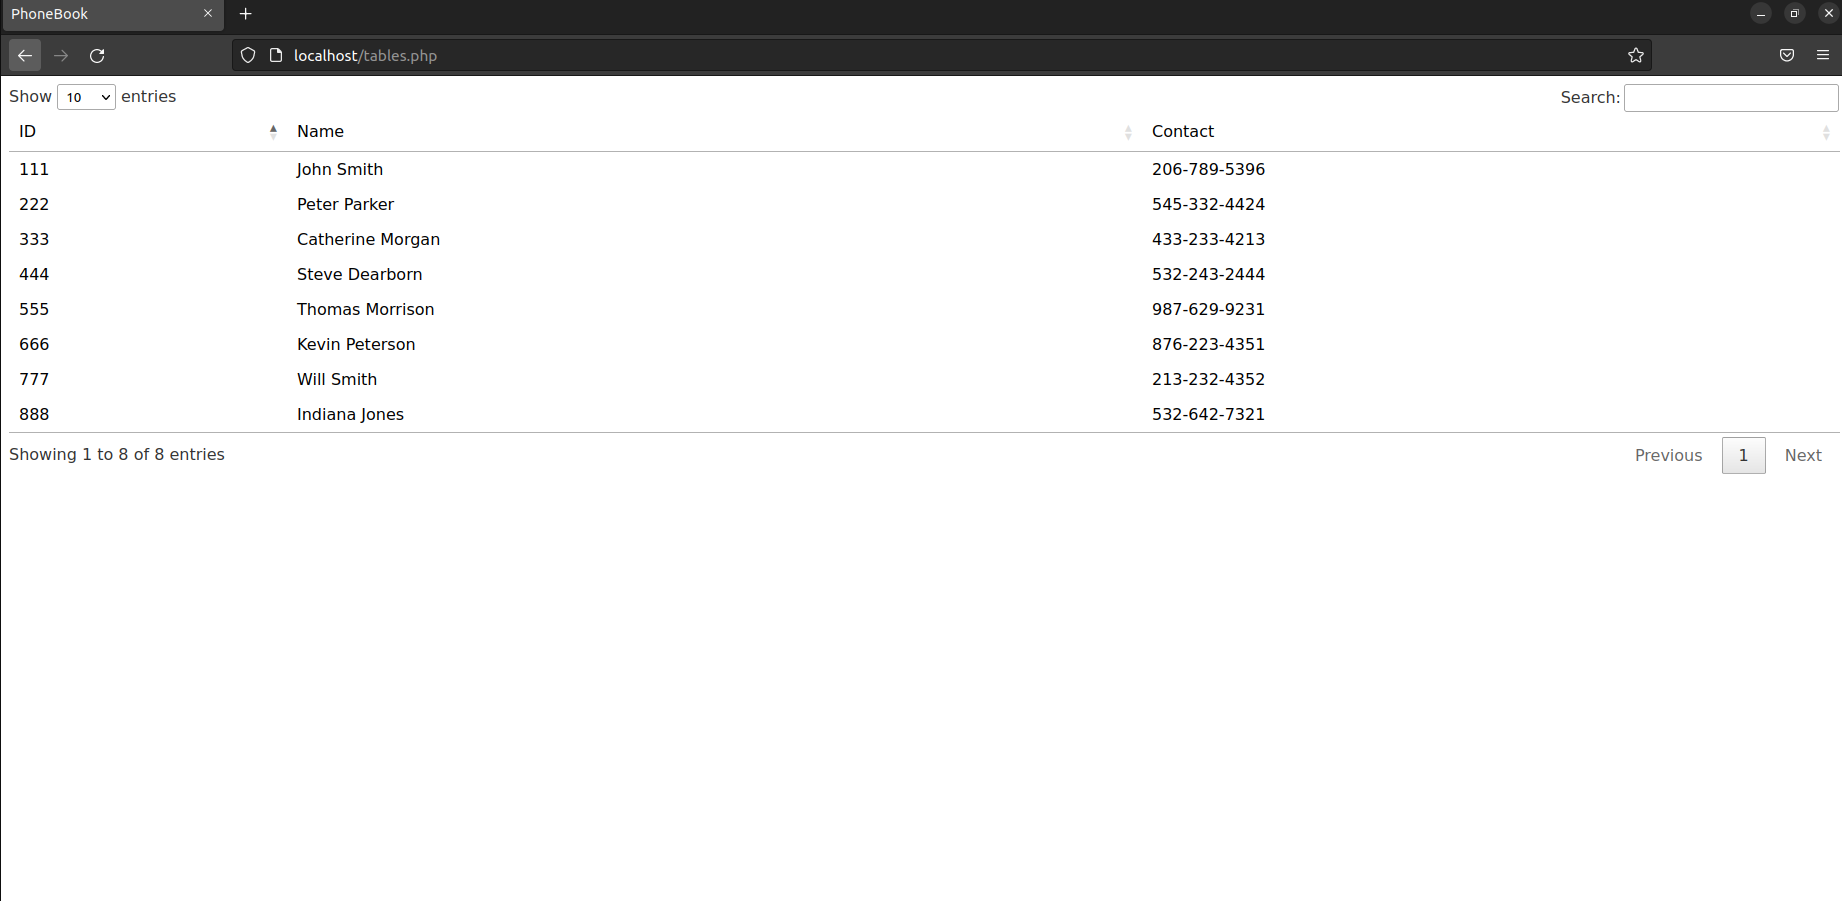 PhoneBook
localhost/tables.php
Show 10 entries Search:
ID Name Contact
111 John Smith 206-789-5396
222 Peter Parker 545-332-4424
333 Catherine Morgan 433-233-4213
444 Steve Dearborn 532-243-2444
555 Thomas Morrison 987-629-9231
666 Kevin Peterson 876-223-4351
777 Will Smith 213-232-4352
888 Indiana Jones 532-642-7321
Showing 1 to 8 of 8 entries Previous 1 Next